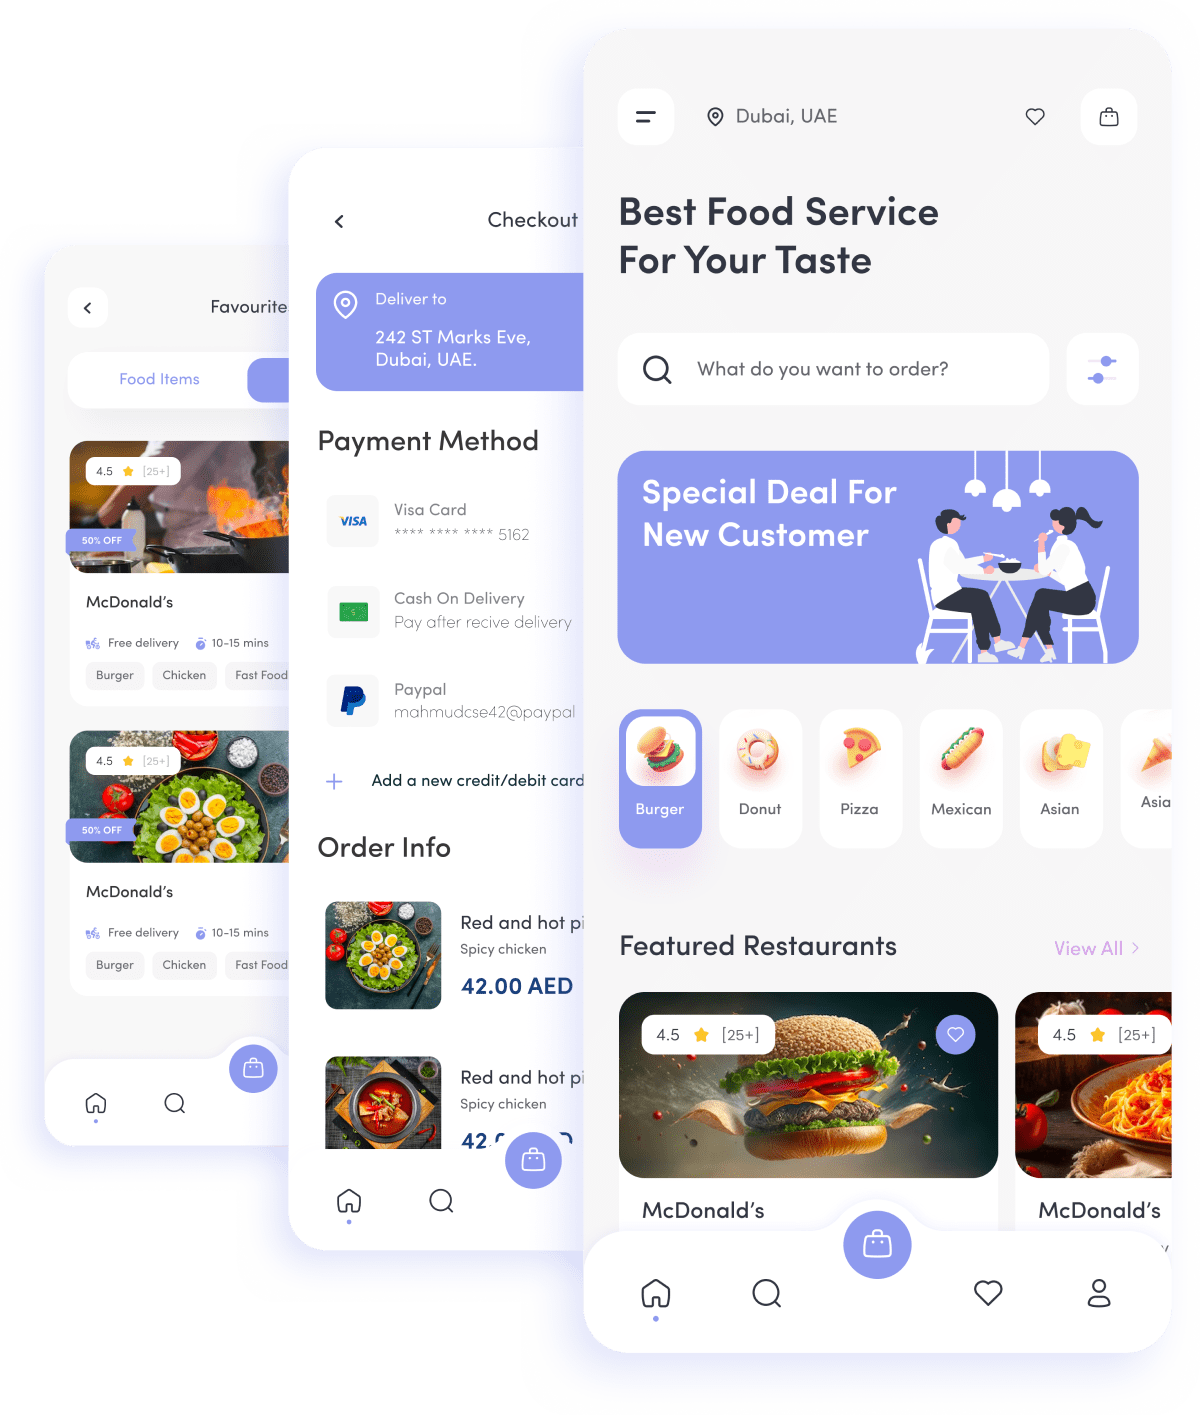 Dubai, UAE
Best Food Service
For Your Taste
What do you want to order?
Special Deal For
New Customer
Burger
Donut
Pizza
Mexican
Asian
Asia
Featured Restaurants
View All
4.5 [25+]
4.5 [25+]
McDonald's
McDonald's
Checkout
Deliver to
242 ST Marks Eve,
Dubai, UAE.
Payment Method
VISA
Visa Card
**** **** **** 5162
Cash On Delivery
Pay after recive delivery
Paypal
mahmudcse42@paypal
+ Add a new credit/debit card
Order Info
Red and hot pi
Spicy chicken
42.00 AED
Red and hot pi
Spicy chicken
Favourite
Food Items
4.5 [25+]
50% OFF
McDonald's
Free delivery 10-15 mins
Burger Chicken Fast Food
4.5 [25+]
50% OFF
McDonald's
Free delivery 10-15 mins
Burger Chicken Fast Food